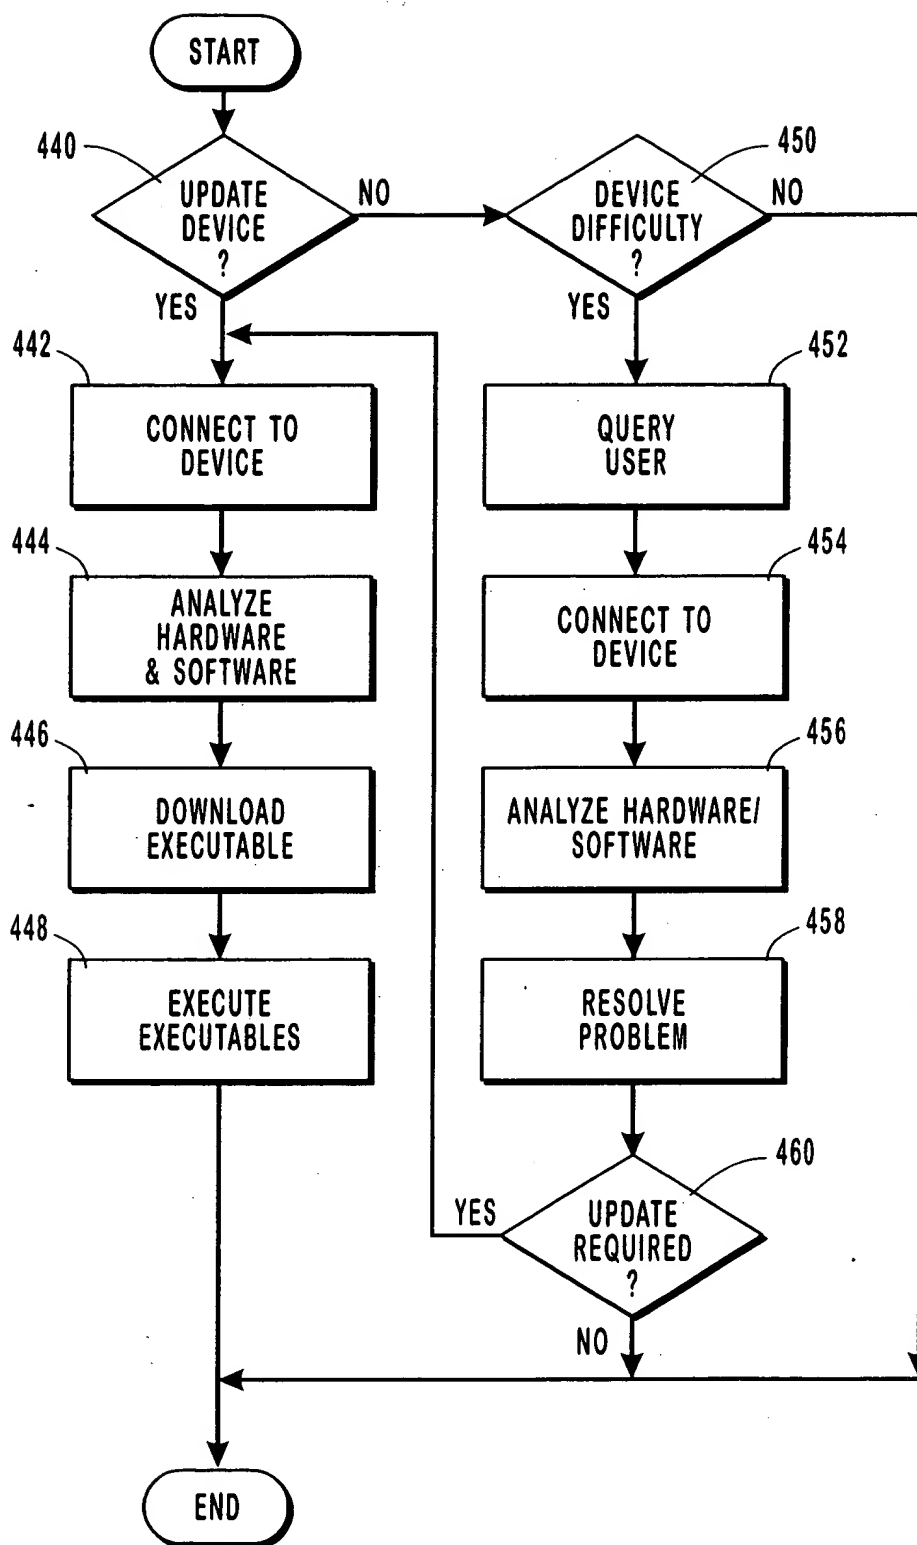 START
440
UPDATE
DEVICE
?
NO
YES
450
DEVICE
DIFFICULTY
?
NO
YES
442
CONNECT TO
DEVICE
452
QUERY
USER
444
ANALYZE
HARDWARE
& SOFTWARE
454
CONNECT TO
DEVICE
446
DOWNLOAD
EXECUTABLE
456
ANALYZE HARDWARE/
SOFTWARE
448
EXECUTE
EXECUTABLES
458
RESOLVE
PROBLEM
460
YES
UPDATE
REQUIRED
?
NO
END